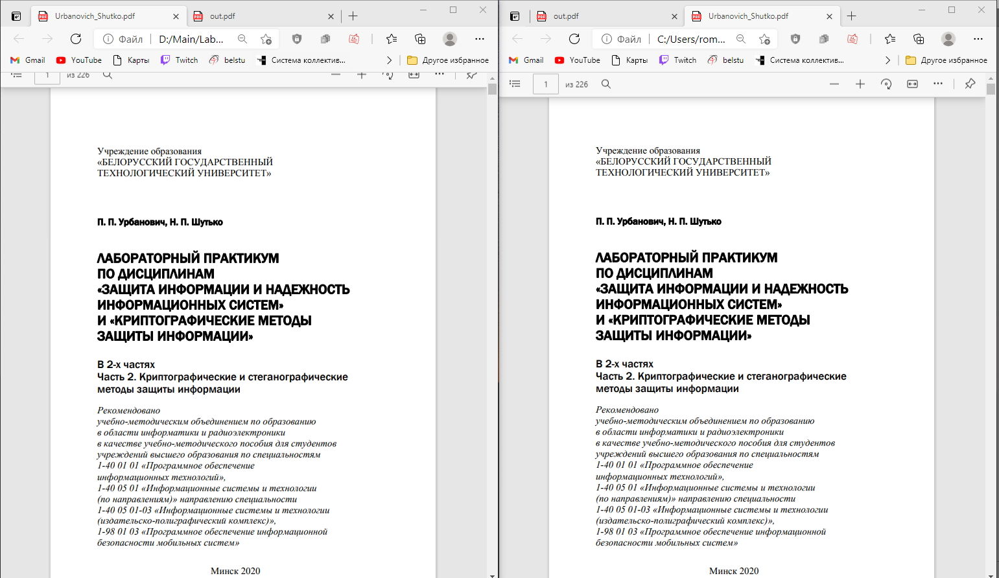 Urbanovich_Shutko.pdf
out.pdf
Файл
D:/Main/Lab...
Gmail
YouTube
Карты
Twitch
belstu
Система коллектив...
Другое избранное
1
из 226
Учреждение образования
«БЕЛОРУССКИЙ ГОСУДАРСТВЕННЫЙ
ТЕХНОЛОГИЧЕСКИЙ УНИВЕРСИТЕТ»
П. П. Урбанович, Н. П. Шутько
ЛАБОРАТОРНЫЙ ПРАКТИКУМ
ПО ДИСЦИПЛИНАМ
«ЗАЩИТА ИНФОРМАЦИИ И НАДЕЖНОСТЬ
ИНФОРМАЦИОННЫХ СИСТЕМ»
И «КРИПТОГРАФИЧЕСКИЕ МЕТОДЫ
ЗАЩИТЫ ИНФОРМАЦИИ»
В 2-х частях
Часть 2. Криптографические и стеганографические
методы защиты информации
Рекомендовано
учебно-методическим объединением по образованию
в области информатики и радиоэлектроники
в качестве учебно-методического пособия для студентов
учреждений высшего образования по специальностям
1-40 01 01 «Программное обеспечение
информационных технологий»,
1-40 05 01 «Информационные системы и технологии
(по направлениям)» направлению специальности
1-40 05 01-03 «Информационные системы и технологии
(издательско-полиграфический комплекс)»,
1-98 01 03 «Программное обеспечение информационной
безопасности мобильных систем»
Минск 2020
out.pdf
Urbanovich_Shutko.pdf
Файл
C:/Users/rom...
Gmail
YouTube
Карты
Twitch
belstu
Система коллектив...
Другое избранное
1
из 226
Учреждение образования
«БЕЛОРУССКИЙ ГОСУДАРСТВЕННЫЙ
ТЕХНОЛОГИЧЕСКИЙ УНИВЕРСИТЕТ»
П. П. Урбанович, Н. П. Шутько
ЛАБОРАТОРНЫЙ ПРАКТИКУМ
ПО ДИСЦИПЛИНАМ
«ЗАЩИТА ИНФОРМАЦИИ И НАДЕЖНОСТЬ
ИНФОРМАЦИОННЫХ СИСТЕМ»
И «КРИПТОГРАФИЧЕСКИЕ МЕТОДЫ
ЗАЩИТЫ ИНФОРМАЦИИ»
В 2-х частях
Часть 2. Криптографические и стеганографические
методы защиты информации
Рекомендовано
учебно-методическим объединением по образованию
в области информатики и радиоэлектроники
в качестве учебно-методического пособия для студентов
учреждений высшего образования по специальностям
1-40 01 01 «Программное обеспечение
информационных технологий»,
1-40 05 01 «Информационные системы и технологии
(по направлениям)» направлению специальности
1-40 05 01-03 «Информационные системы и технологии
(издательско-полиграфический комплекс)»,
1-98 01 03 «Программное обеспечение информационной
безопасности мобильных систем»
Минск 2020